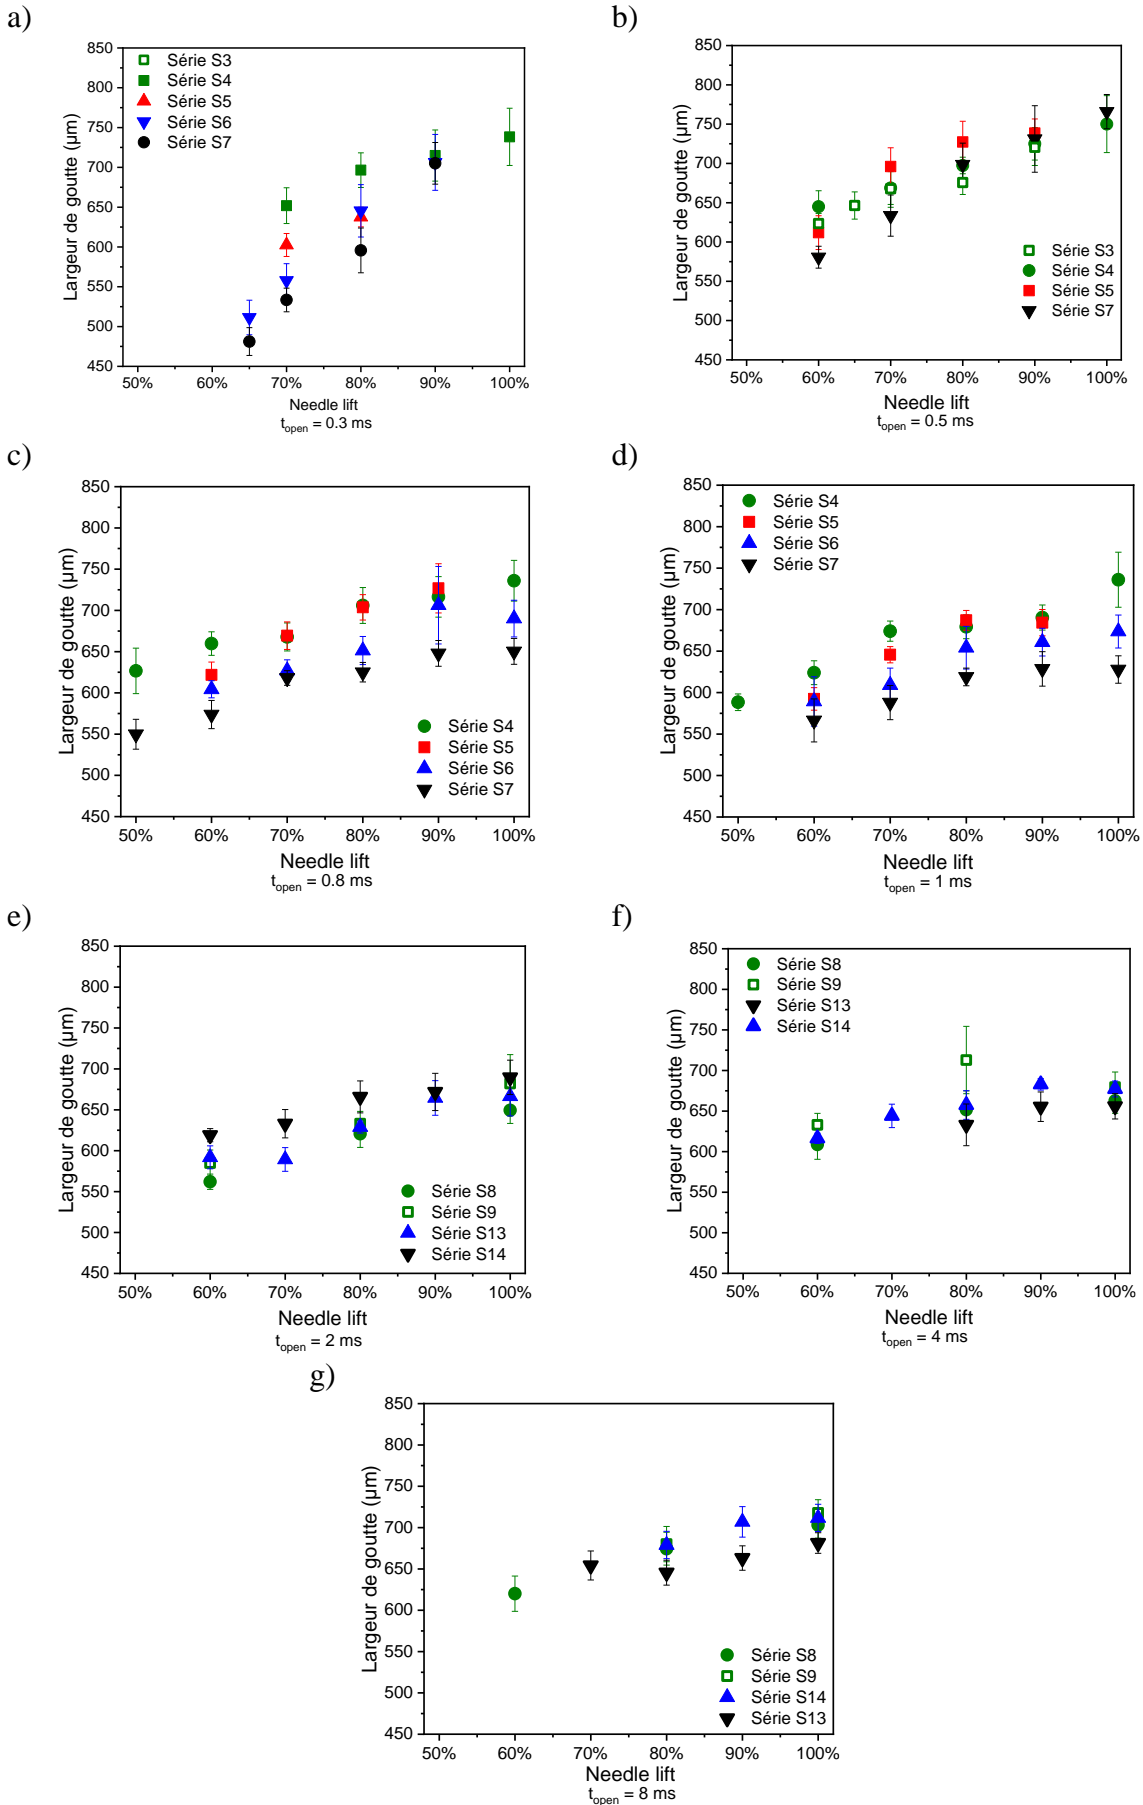 a)
850
800
750
700
650
600
550
500
450
Largeur de goutte (µm)
Série S3
Série S4
Série S5
Série S6
Série S7
50% 60% 70% 80% 90% 100%
Needle lift
t_open = 0.3 ms
b)
850
800
750
700
650
600
550
500
450
Largeur de goutte (µm)
Série S3
Série S4
Série S5
Série S7
50% 60% 70% 80% 90% 100%
Needle lift
t_open = 0.5 ms
c)
850
800
750
700
650
600
550
500
450
Largeur de goutte (µm)
Série S4
Série S5
Série S6
Série S7
50% 60% 70% 80% 90% 100%
Needle lift
t_open = 0.8 ms
d)
850
800
750
700
650
600
550
500
450
Largeur de goutte (µm)
Série S4
Série S5
Série S6
Série S7
50% 60% 70% 80% 90% 100%
Needle lift
t_open = 1 ms
e)
850
800
750
700
650
600
550
500
450
Largeur de goutte (µm)
Série S8
Série S9
Série S13
Série S14
50% 60% 70% 80% 90% 100%
Needle lift
t_open = 2 ms
f)
850
800
750
700
650
600
550
500
450
Largeur de goutte (µm)
Série S8
Série S9
Série S13
Série S14
50% 60% 70% 80% 90% 100%
Needle lift
t_open = 4 ms
g)
850
800
750
700
650
600
550
500
450
Largeur de goutte (µm)
Série S8
Série S9
Série S14
Série S13
50% 60% 70% 80% 90% 100%
Needle lift
t_open = 8 ms